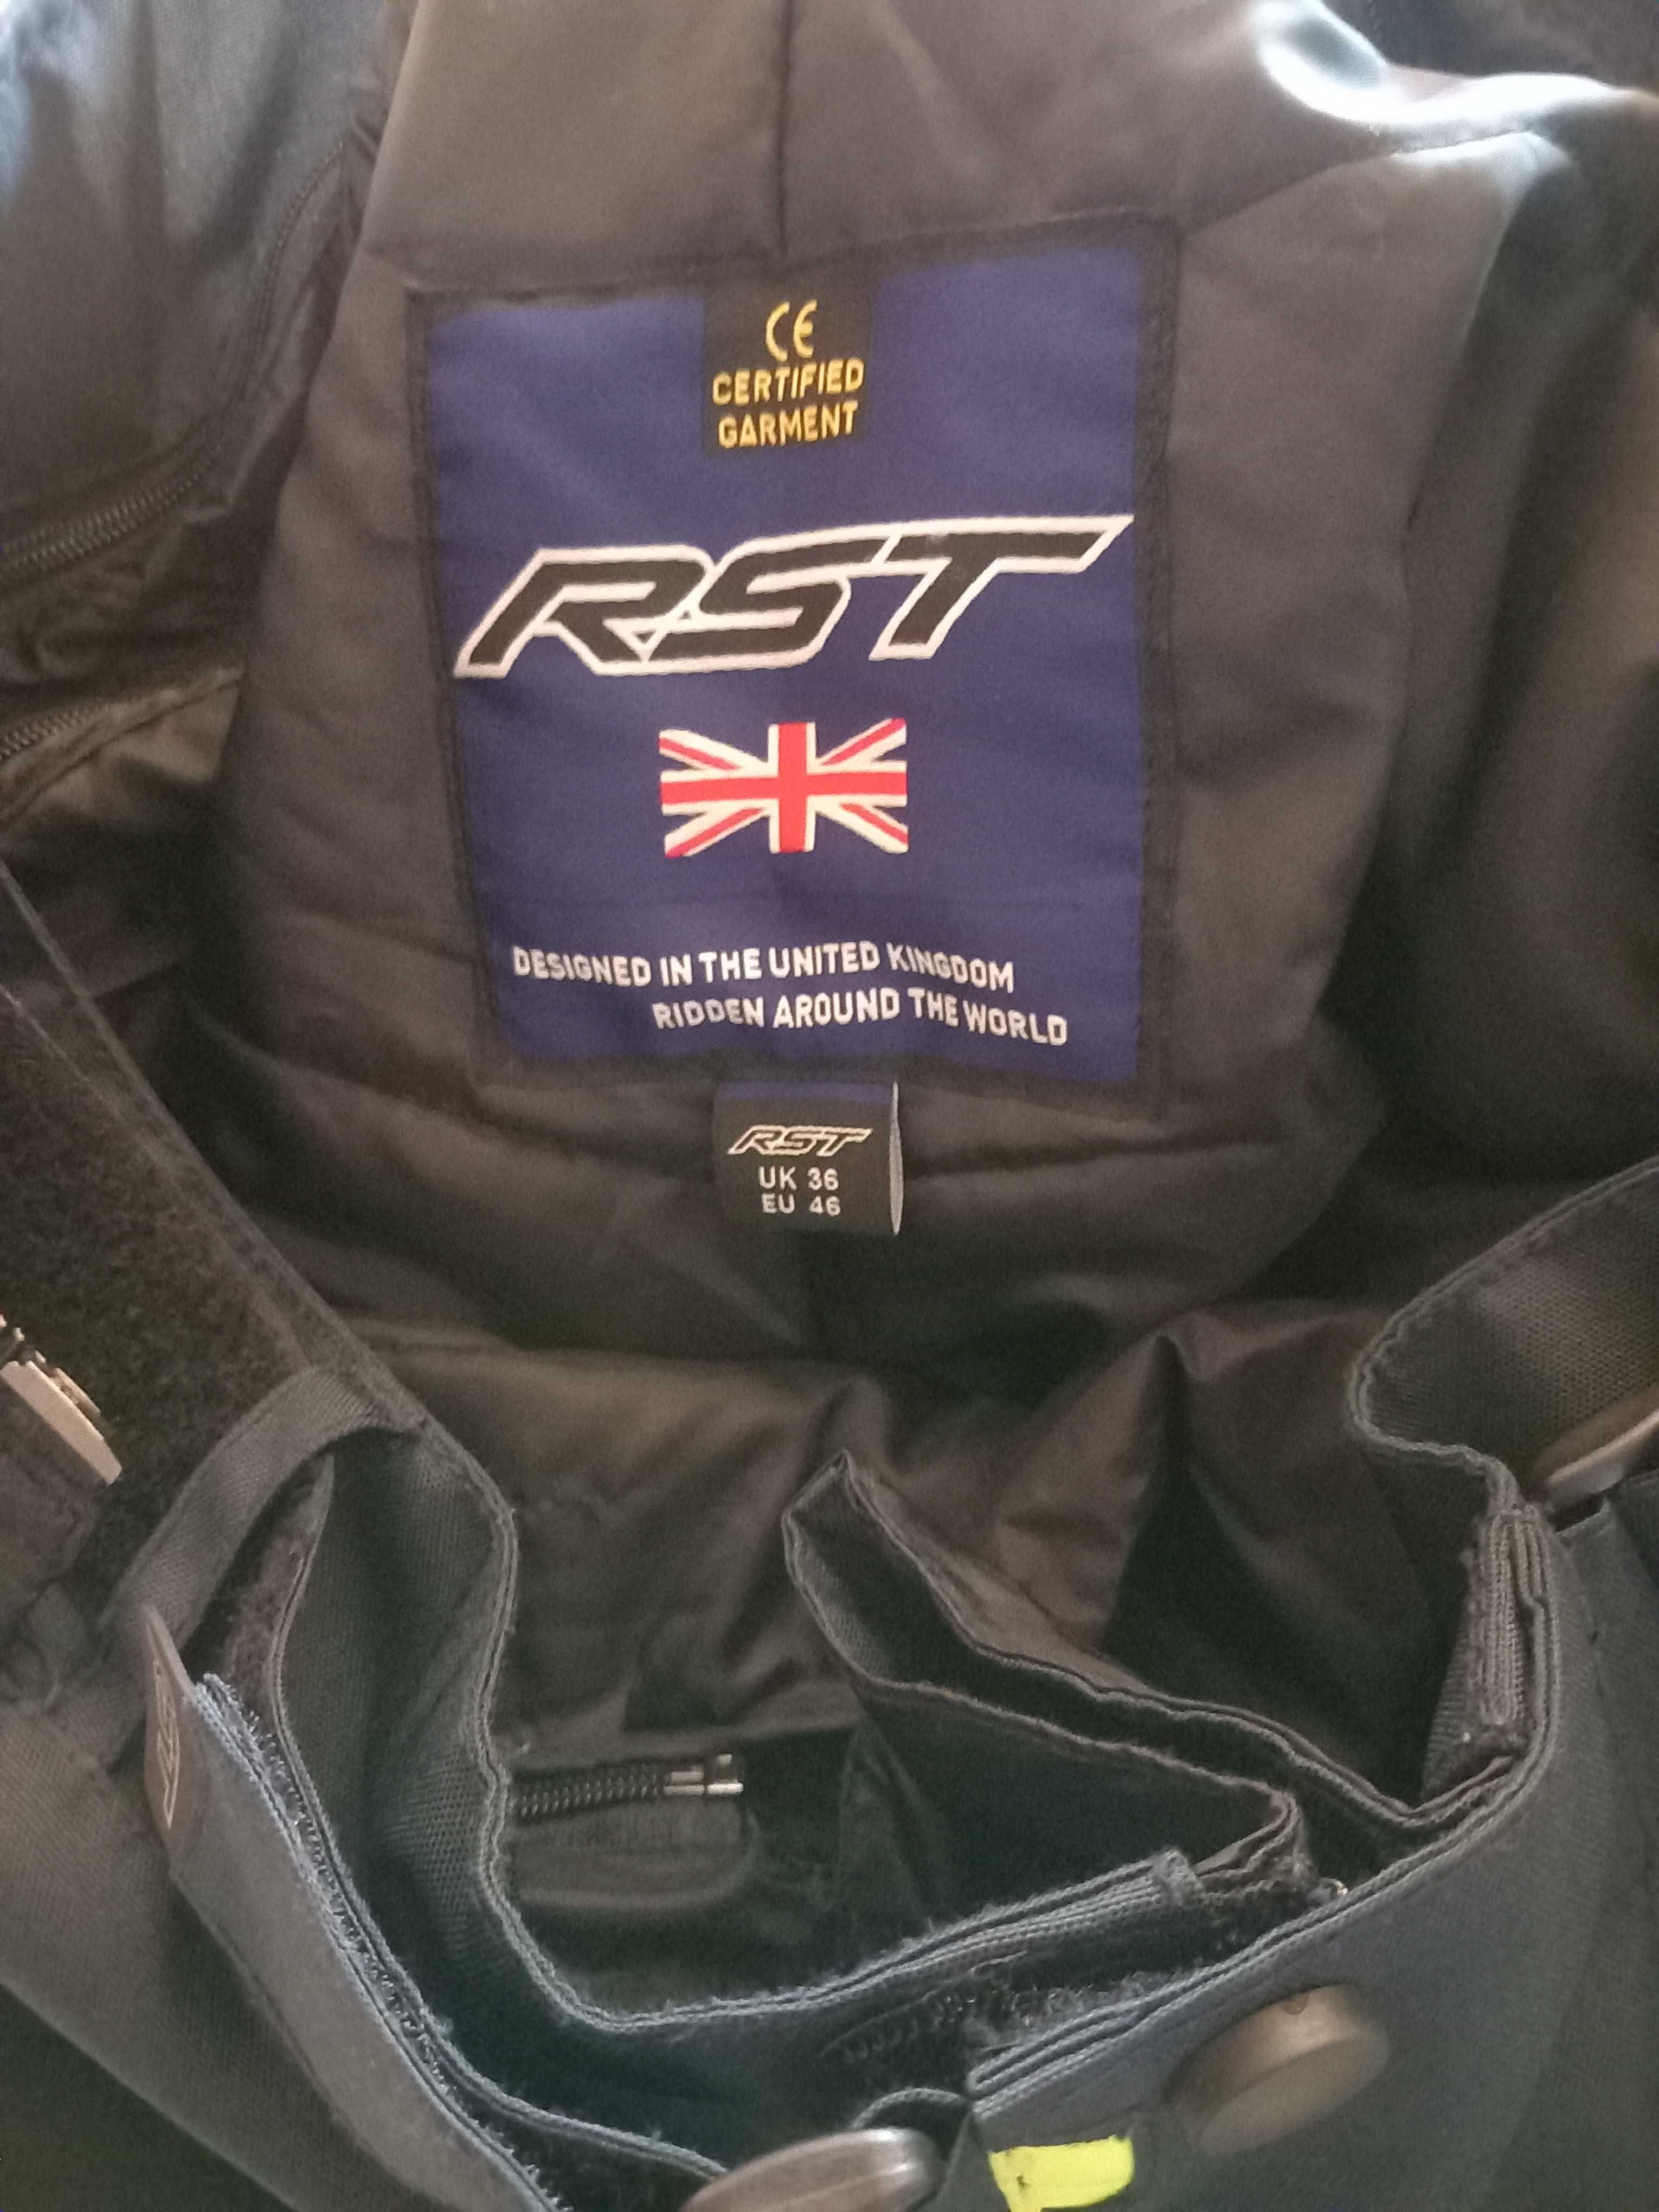 CE
CERTIFIED
GARMENT
RST
DESIGNED IN THE UNITED KINGDOM
RIDDEN AROUND THE WORLD
RST
UK 36
EU 46